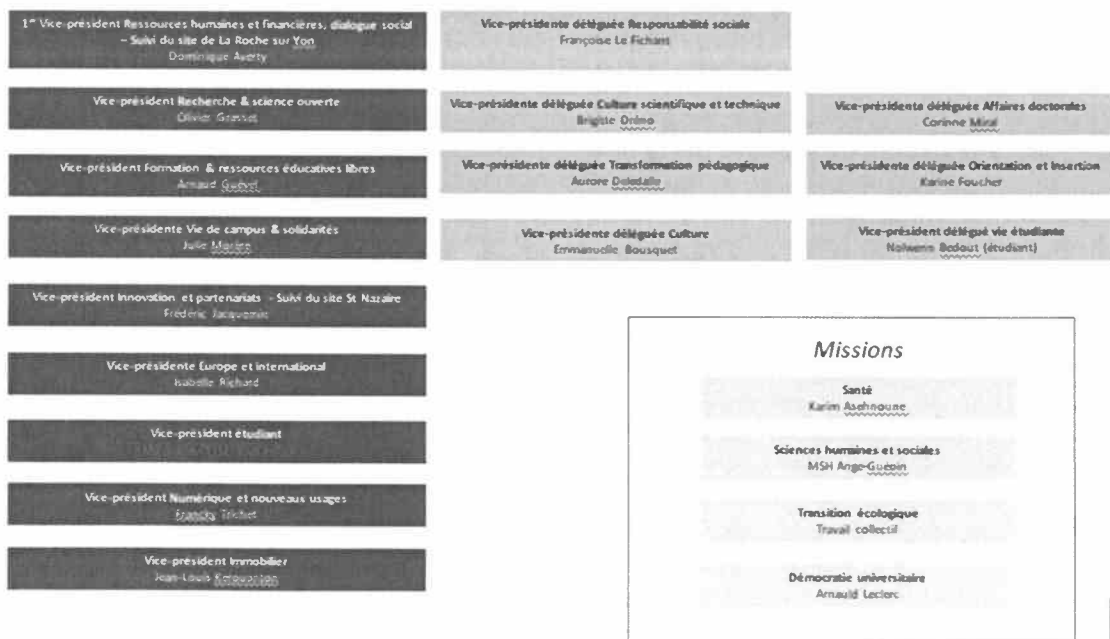 1er Vice-président Ressources humaines et financières, dialogue social
– Suivi du site de La Roche sur Yon
Dominique Averty
Vice-présidente déléguée Responsabilité sociale
Françoise Le Fichant
Vice-président Recherche & science ouverte
Olivier Grasset
Vice-présidente déléguée Culture scientifique et technique
Brigitte Dréno
Vice-présidente déléguée Affaires doctorales
Corinne Miral
Vice-président Formation & ressources éducatives libres
Arnaud Guével
Vice-présidente déléguée Transformation pédagogique
Aurore Deledalle
Vice-présidente déléguée Orientation et Insertion
Karine Foucher
Vice-présidente Vie de campus & solidarités
Julie
Vice-présidente déléguée Culture
Emmanuelle Bousquet
Vice-président délégué vie étudiante
Nolwenn Bedout (étudiant)
Vice-président Innovation et partenariats - Suivi du site St Nazaire
Frédéric Jacquemin
Vice-présidente Europe et international
Isabelle Richard
Vice-président étudiant
Vice-président Numérique et nouveaux usages
Francky Trichet
Vice-président Immobilier
Jean-Louis Kerouanton
Missions
Santé
Karim Asehnoune
Sciences humaines et sociales
MSH Ange-Guépin
Transition écologique
Travail collectif
Démocratie universitaire
Arnauld Leclerc